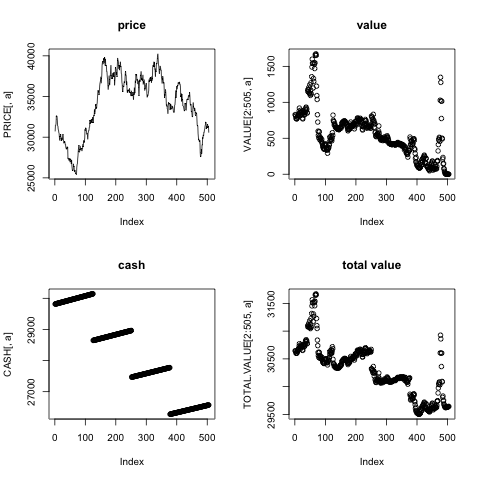 price
PRICE[, a]
25000 30000 35000 40000
0 100 200 300 400 500
Index
value
VALUE[2:505, a]
0 500 1000 1500
0 100 200 300 400 500
Index
cash
CASH[, a]
27000 29000
0 100 200 300 400 500
Index
total value
TOTAL.VALUE[2:505, a]
29500 30500 31500
0 100 200 300 400 500
Index